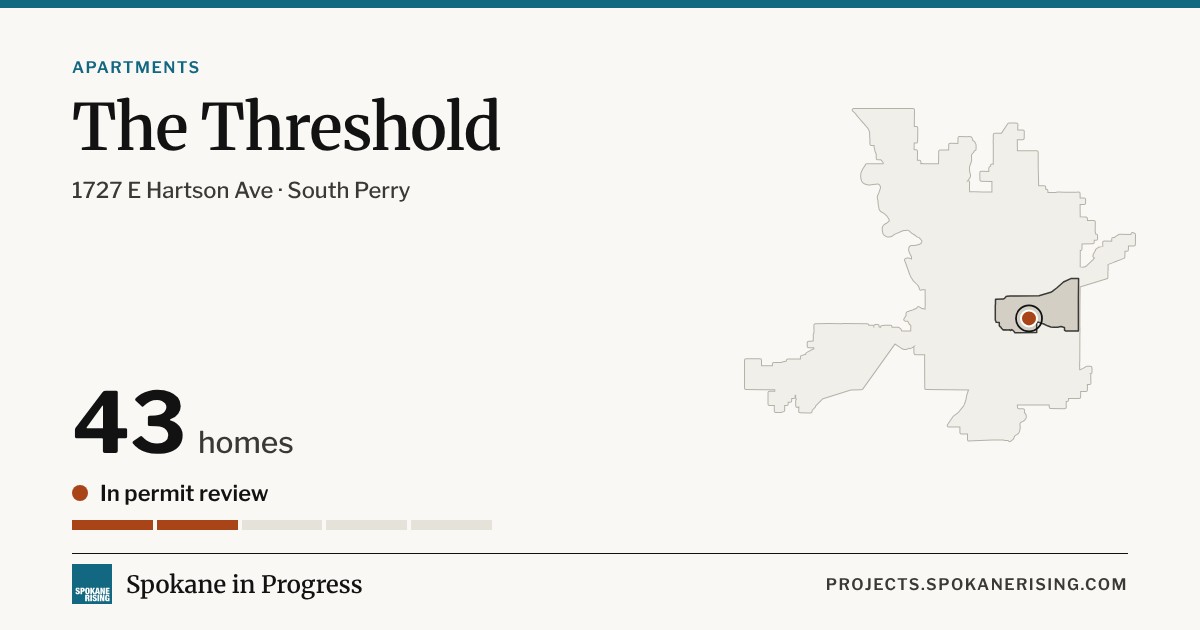 APARTMENTS
The Threshold
1727 E Hartson Ave · South Perry
43 homes
In permit review
SPOKANE
RISING
Spokane in Progress
PROJECTS.SPOKANERISING.COM